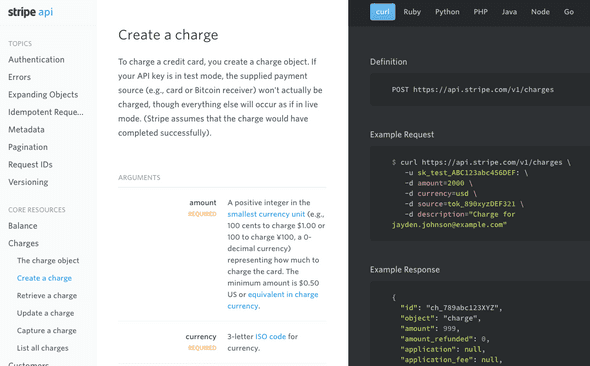 stripe api
TOPICS
Authentication
Errors
Expanding Objects
Idempotent Reque...
Metadata
Pagination
Request IDs
Versioning
CORE RESOURCES
Balance
Charges
The charge object
Create a charge
Retrieve a charge
Update a charge
Capture a charge
List all charges
Customers
Create a charge
To charge a credit card, you create a charge object. If
your API key is in test mode, the supplied payment
source (e.g., card or Bitcoin receiver) won't actually be
charged, though everything else will occur as if in live
mode. (Stripe assumes that the charge would have
completed successfully).
ARGUMENTS
amount
REQUIRED
A positive integer in the
smallest currency unit (e.g.,
100 cents to charge $1.00 or
100 to charge ¥100, a 0-
decimal currency)
representing how much to
charge the card. The
minimum amount is $0.50
US or equivalent in charge
currency.
currency
REQUIRED
3-letter ISO code for
currency.
curl Ruby Python PHP Java Node Go
Definition
POST https://api.stripe.com/v1/charges
Example Request
$ curl https://api.stripe.com/v1/charges \
-u sk_test_ABC123abc456DEF: \
-d amount=2000 \
-d currency=usd \
-d source=tok_890xyzDEF321 \
-d description="Charge for
jayden.johnson@example.com"
Example Response
{
"id": "ch_789abc123XYZ",
"object": "charge",
"amount": 999,
"amount_refunded": 0,
"application": null,
"application_fee": null,